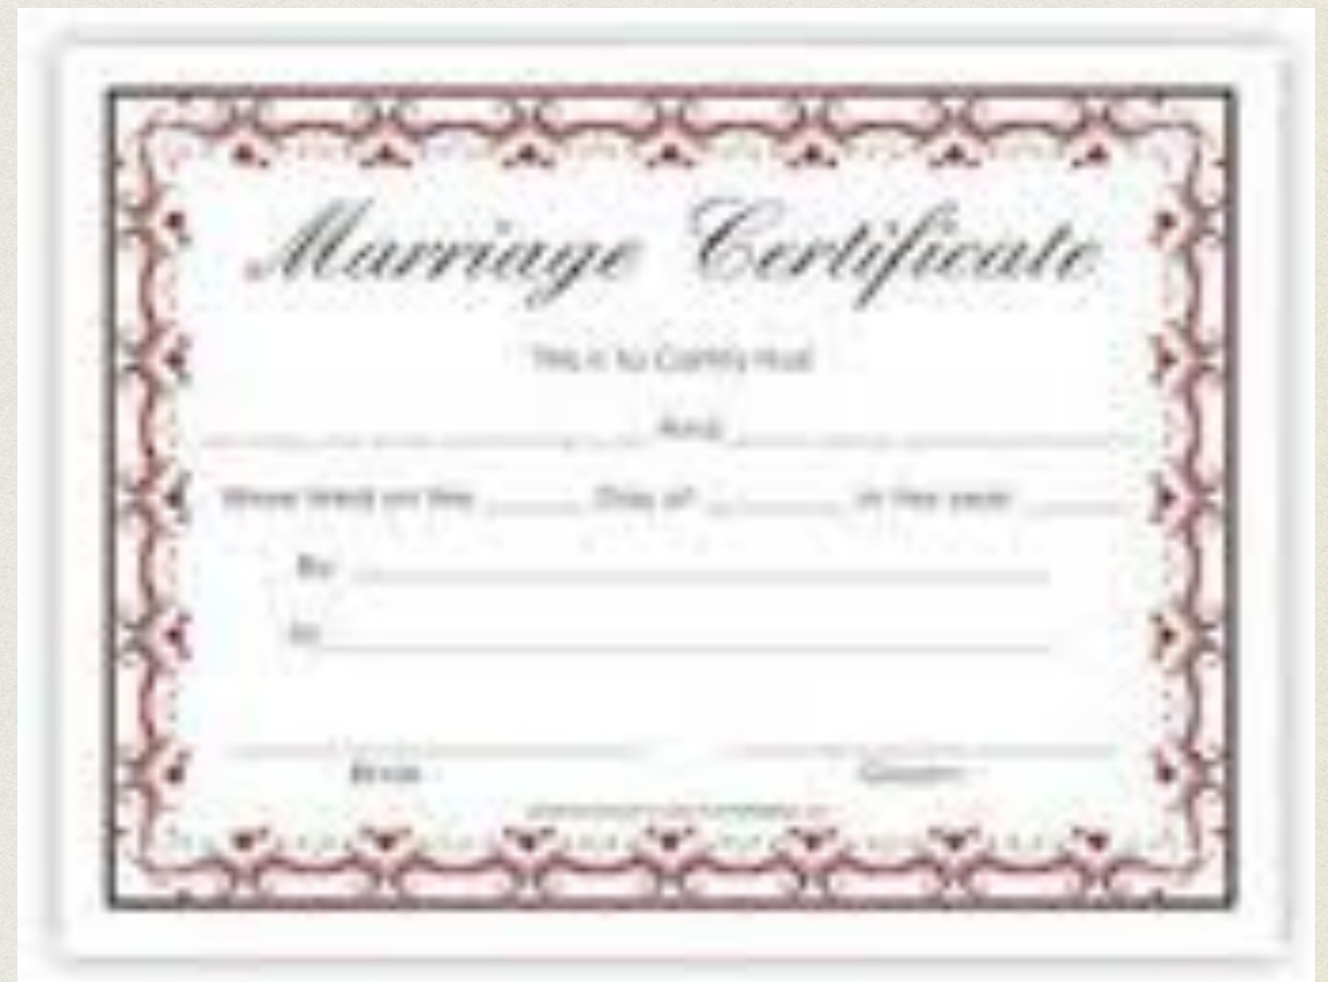 Marriage Certificate
This is to Certify that
And
Were Wed on the Day of in the year
By
In
Bride Groom